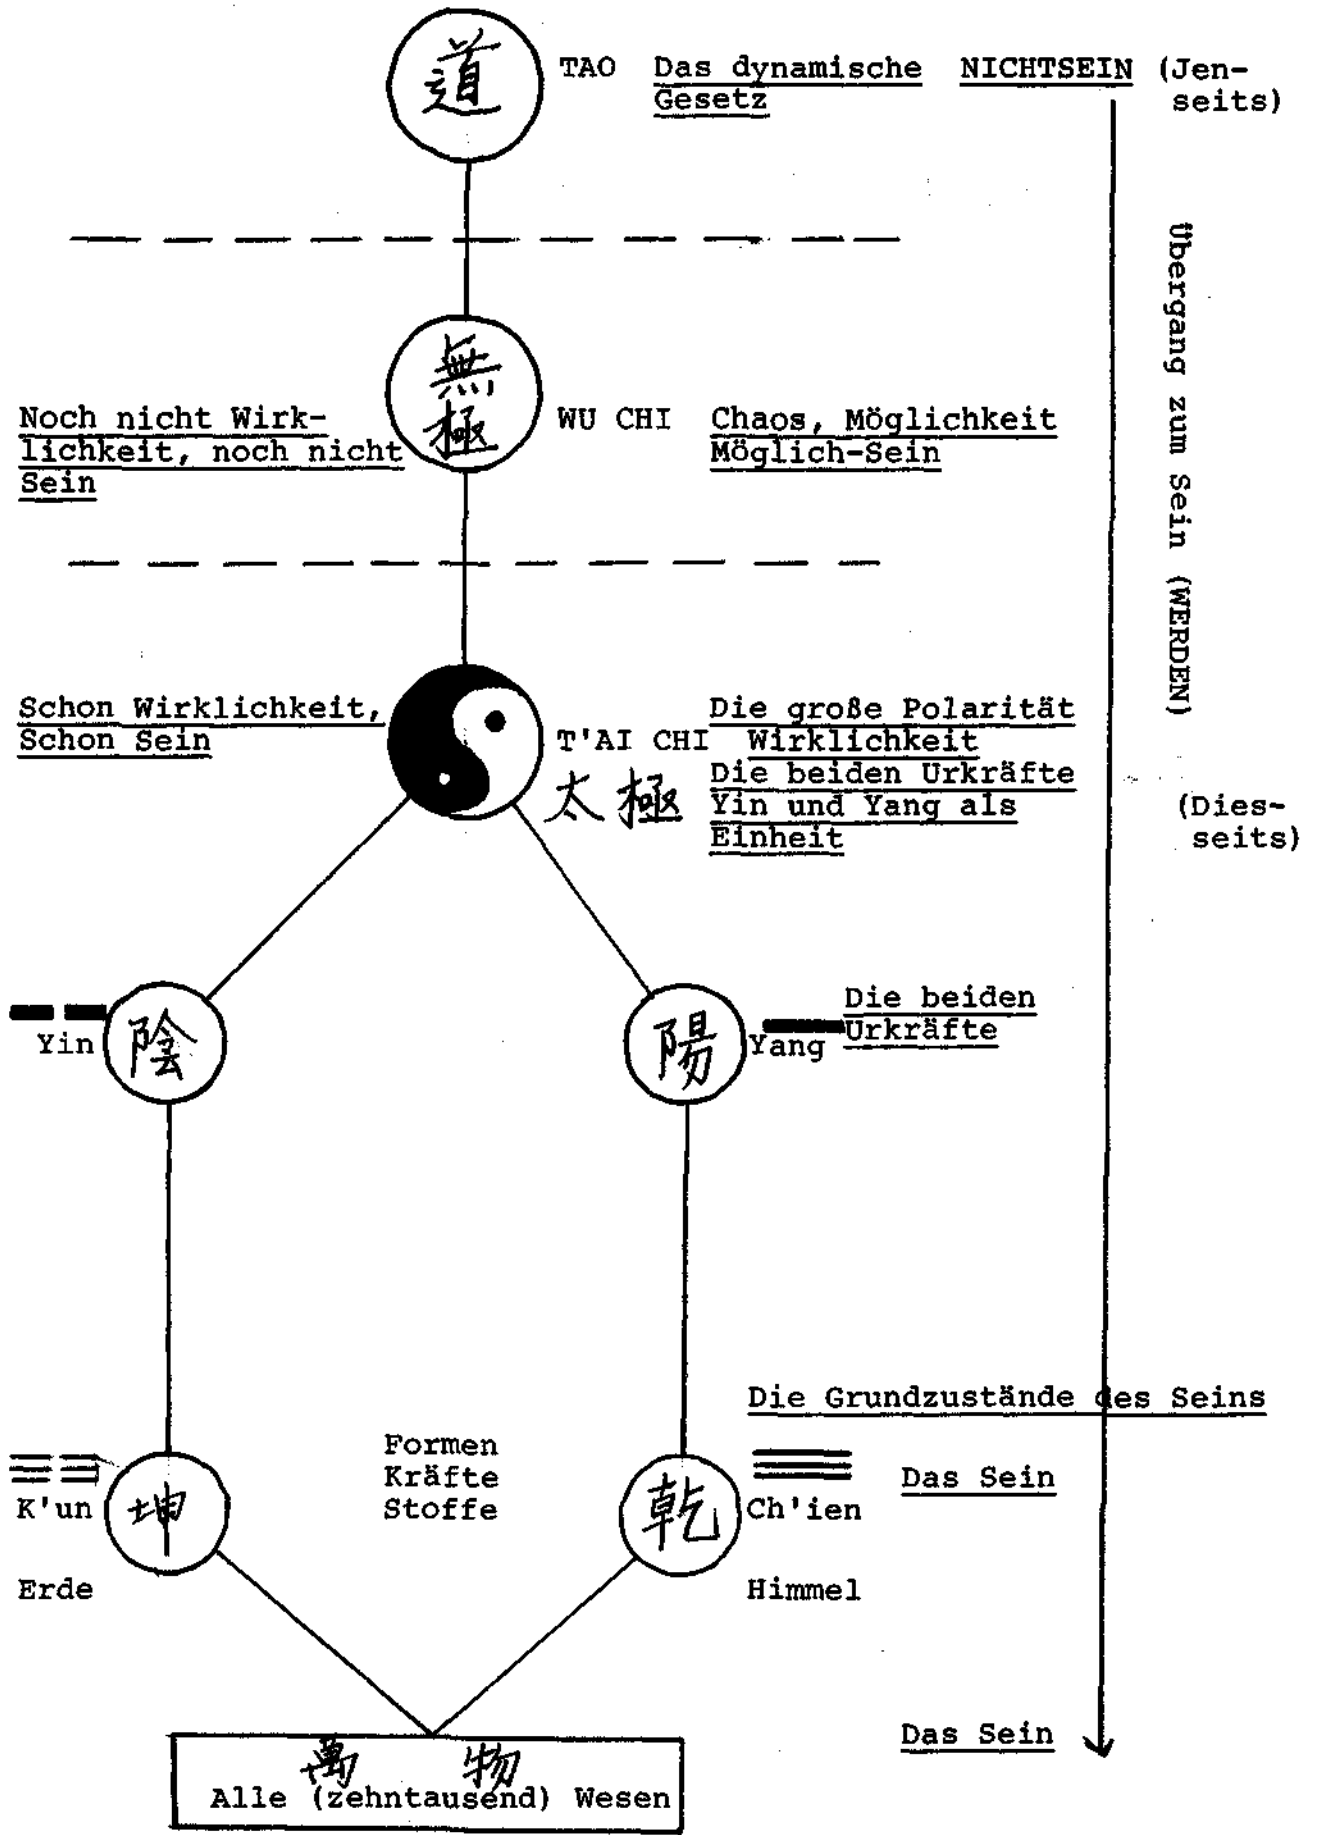 道 TAO Das dynamische NICHTSEIN (Jen-
Gesetz seits)
Übergang zum Sein (WERDEN)
無
極
Noch nicht Wirk-
lichkeit, noch nicht
Sein
WU CHI Chaos, Möglichkeit
Möglich-Sein
Schon Wirklichkeit,
Schon Sein
T'AI CHI
太極
Die große Polarität
Wirklichkeit
Die beiden Urkräfte
Yin und Yang als
Einheit
(Dies-
seits)
Yin 陰
陽 Yang
Die beiden
Urkräfte
Die Grundzustände des Seins
K'un 坤
Erde
Formen
Kräfte
Stoffe
乾 Ch'ien
Himmel
Das Sein
Das Sein
萬 物
Alle (zehntausend) Wesen